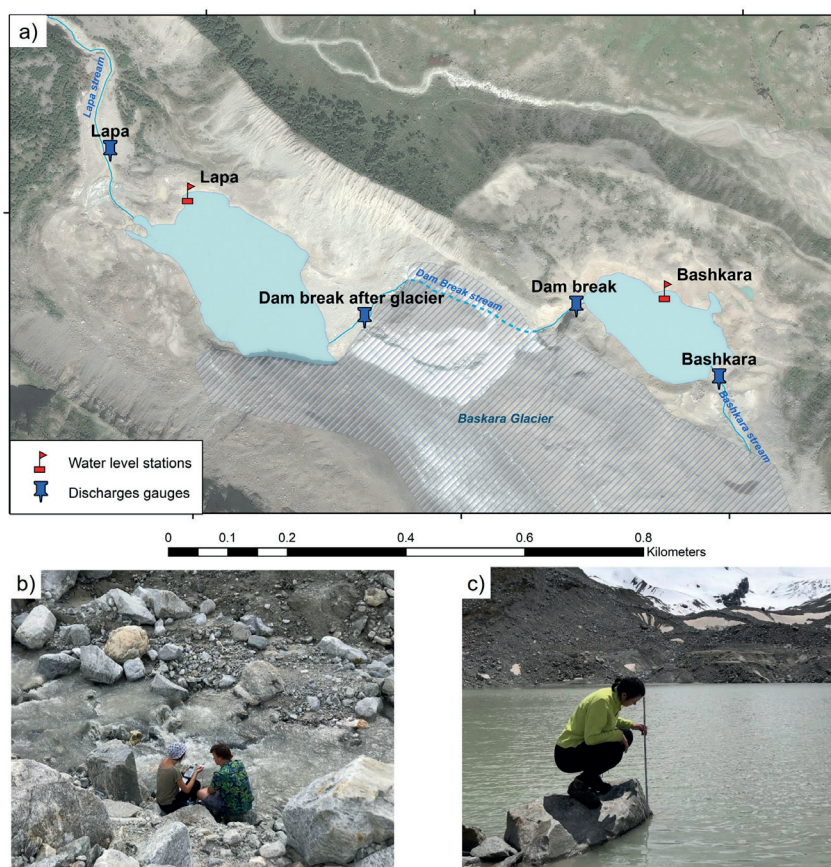 a)
Lapa stream
Lapa
Lapa
Dam break after glacier
Dam Break stream
Dam break
Bashkara
Bashkara
Bashkara stream
Baskara Glacier
Water level stations
Discharges gauges
0 0.1 0.2 0.4 0.6 0.8
Kilometers
b)
c)